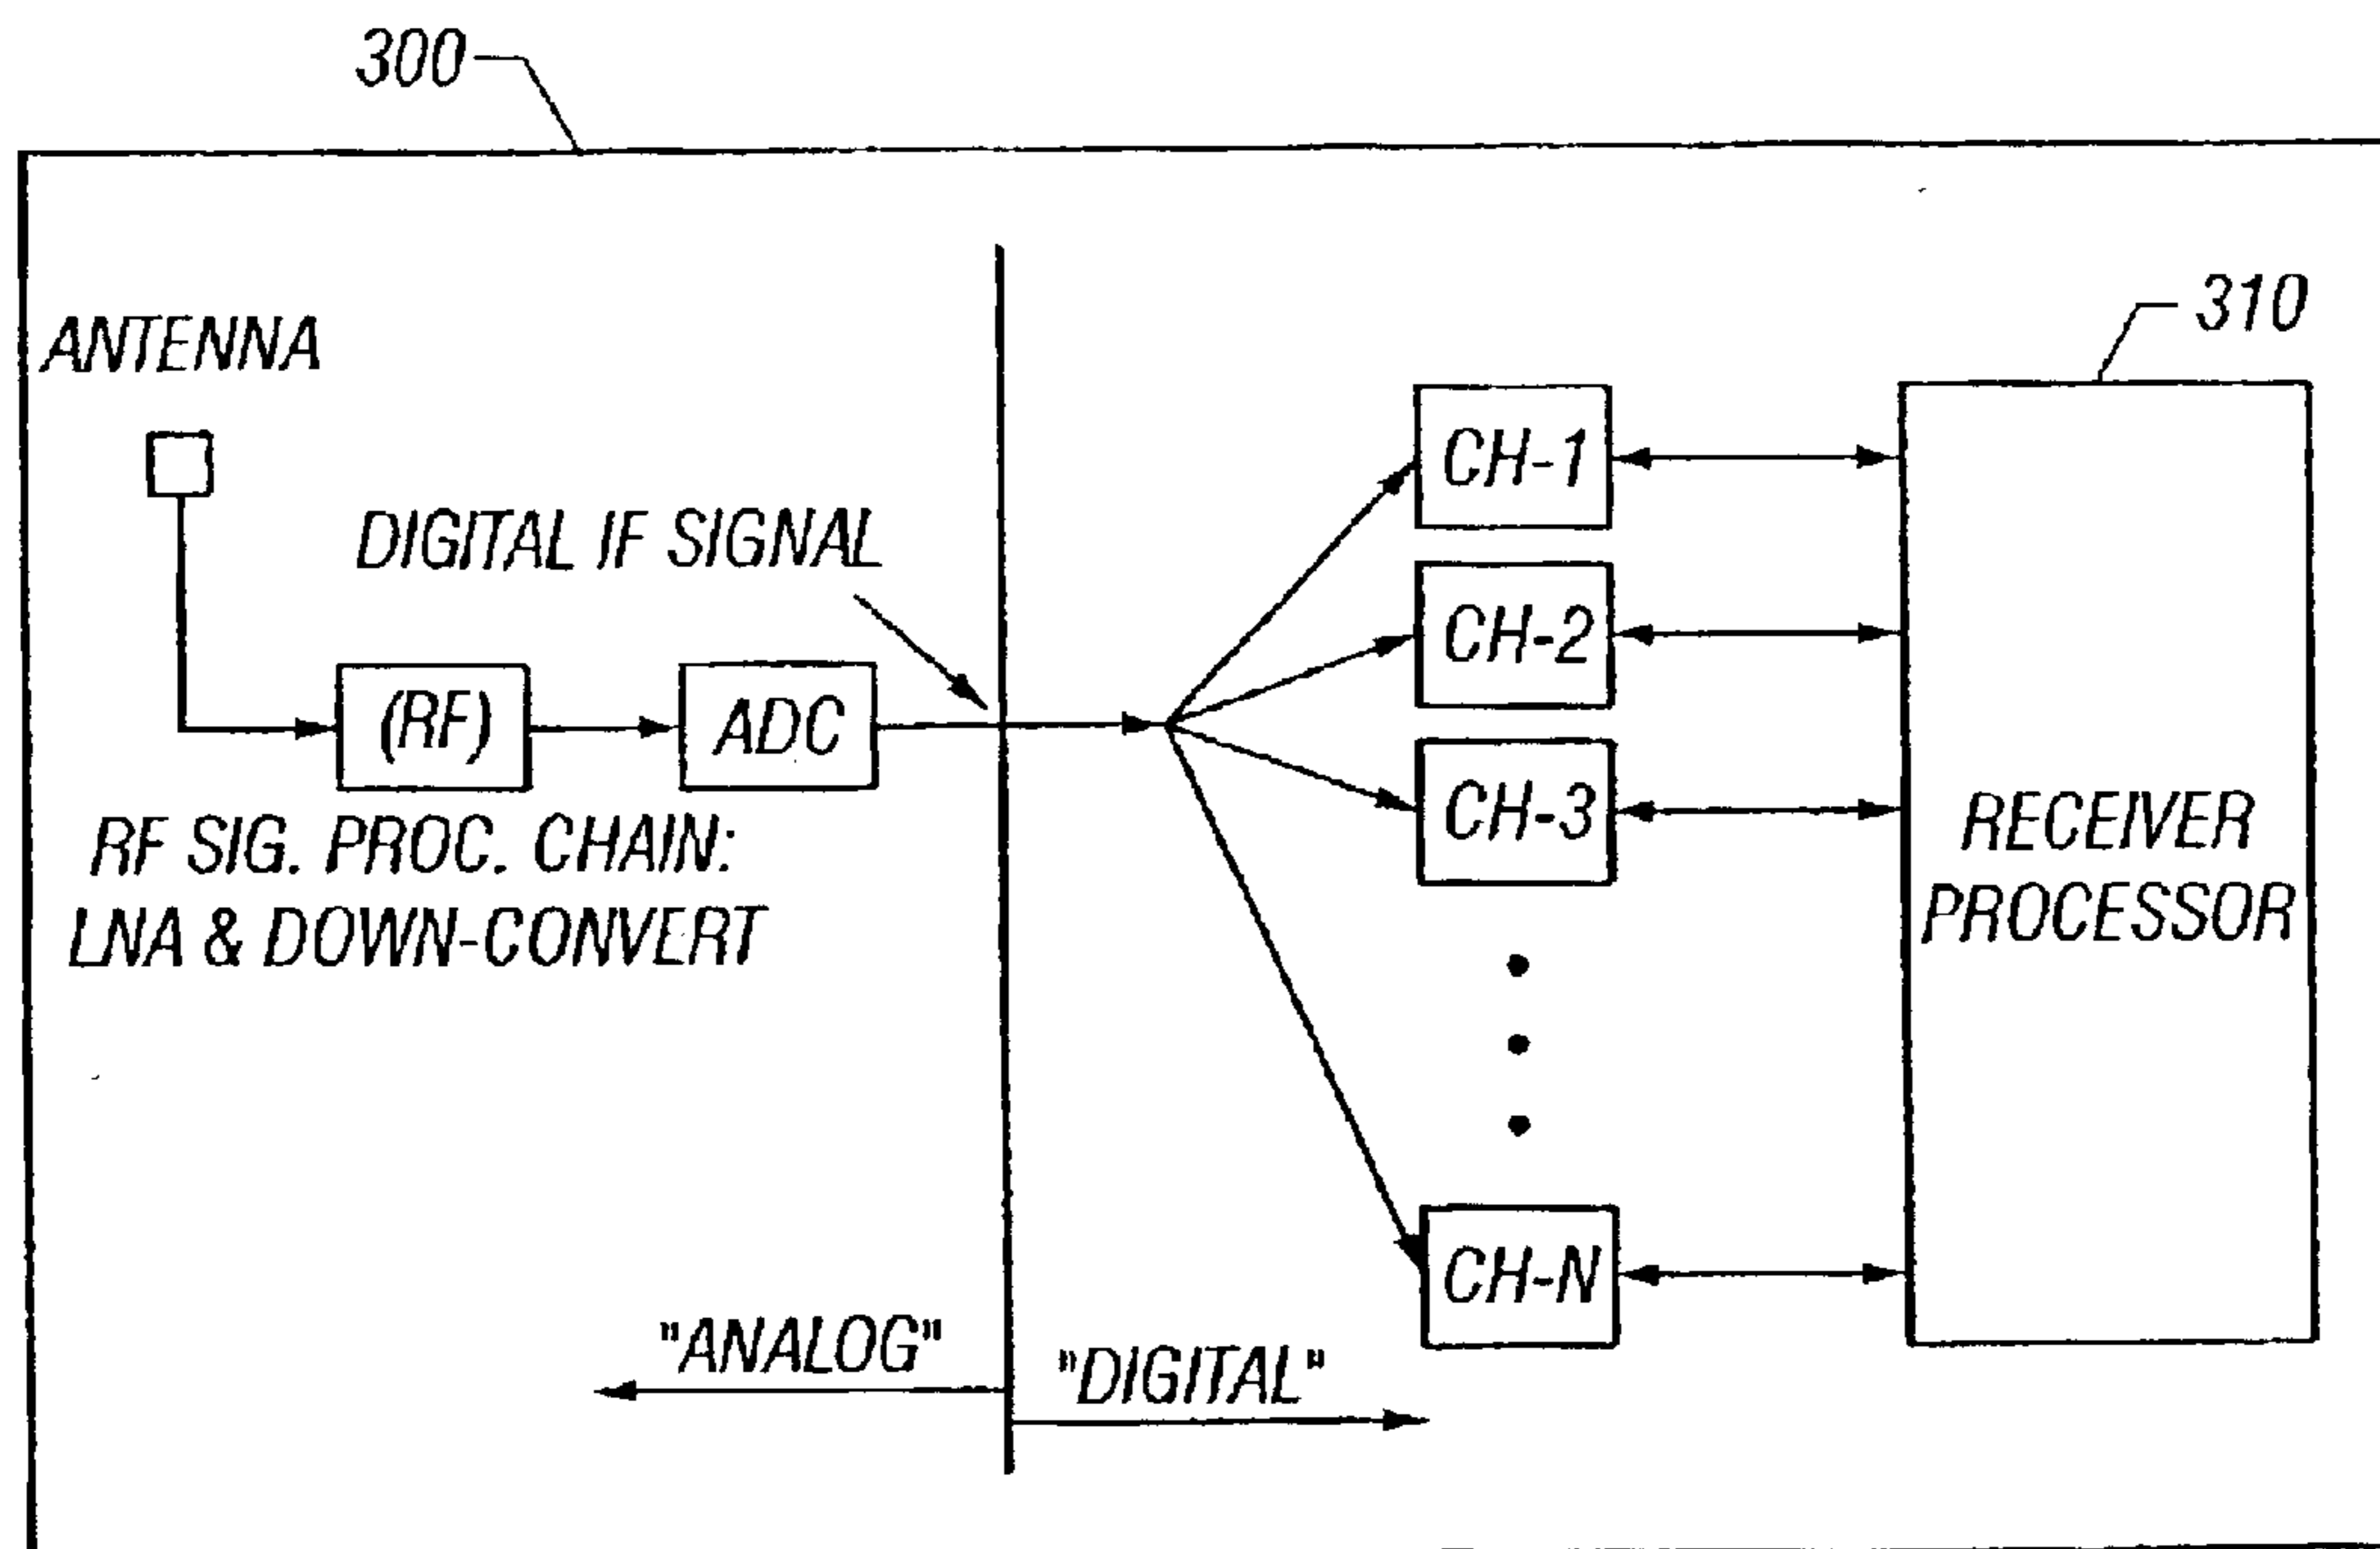 300
310
ANTENNA
CH-1
DIGITAL IF SIGNAL
CH-2
(RF)
ADC
CH-3
RF SIG. PROC. CHAIN:
LNA & DOWN-CONVERT
RECEIVER
PROCESSOR
CH-N
"ANALOG"
"DIGITAL"